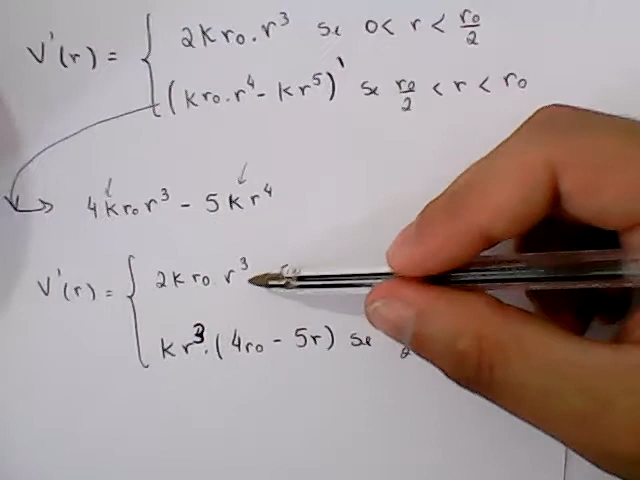 V'(r) = { 2kr₀.r³ se 0 < r < r₀/2
(kr₀.r⁴ - kr⁵)' se r₀/2 < r < r₀
4kr₀r³ - 5kr⁴
V'(r) = { 2kr₀ r³
kr³.(4r₀ - 5r) se